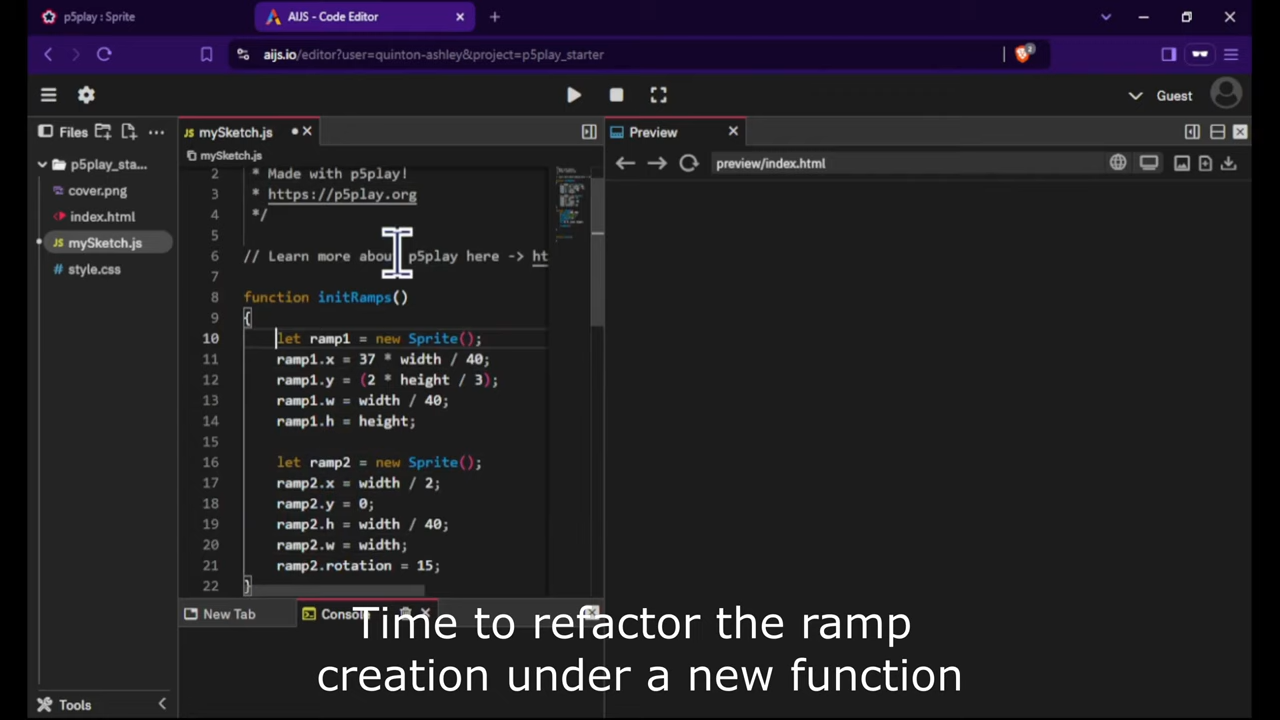 p5play : Sprite
AIJS - Code Editor
aijs.io/editor?user=quinton-ashley&project=p5play_starter
2
Guest
Files
mySketch.js
Preview
mySketch.js
preview/index.html
p5play_sta...
cover.png
index.html
mySketch.js
style.css
2 * Made with p5play!
3 * https://p5play.org
4 */
5
6 // Learn more about p5play here -> ht
7
8 function initRamps()
9 {
10 let ramp1 = new Sprite();
11 ramp1.x = 37 * width / 40;
12 ramp1.y = (2 * height / 3);
13 ramp1.w = width / 40;
14 ramp1.h = height;
15
16 let ramp2 = new Sprite();
17 ramp2.x = width / 2;
18 ramp2.y = 0;
19 ramp2.h = width / 40;
20 ramp2.w = width;
21 ramp2.rotation = 15;
22 }
New Tab
Console
Time to refactor the ramp
creation under a new function
Tools